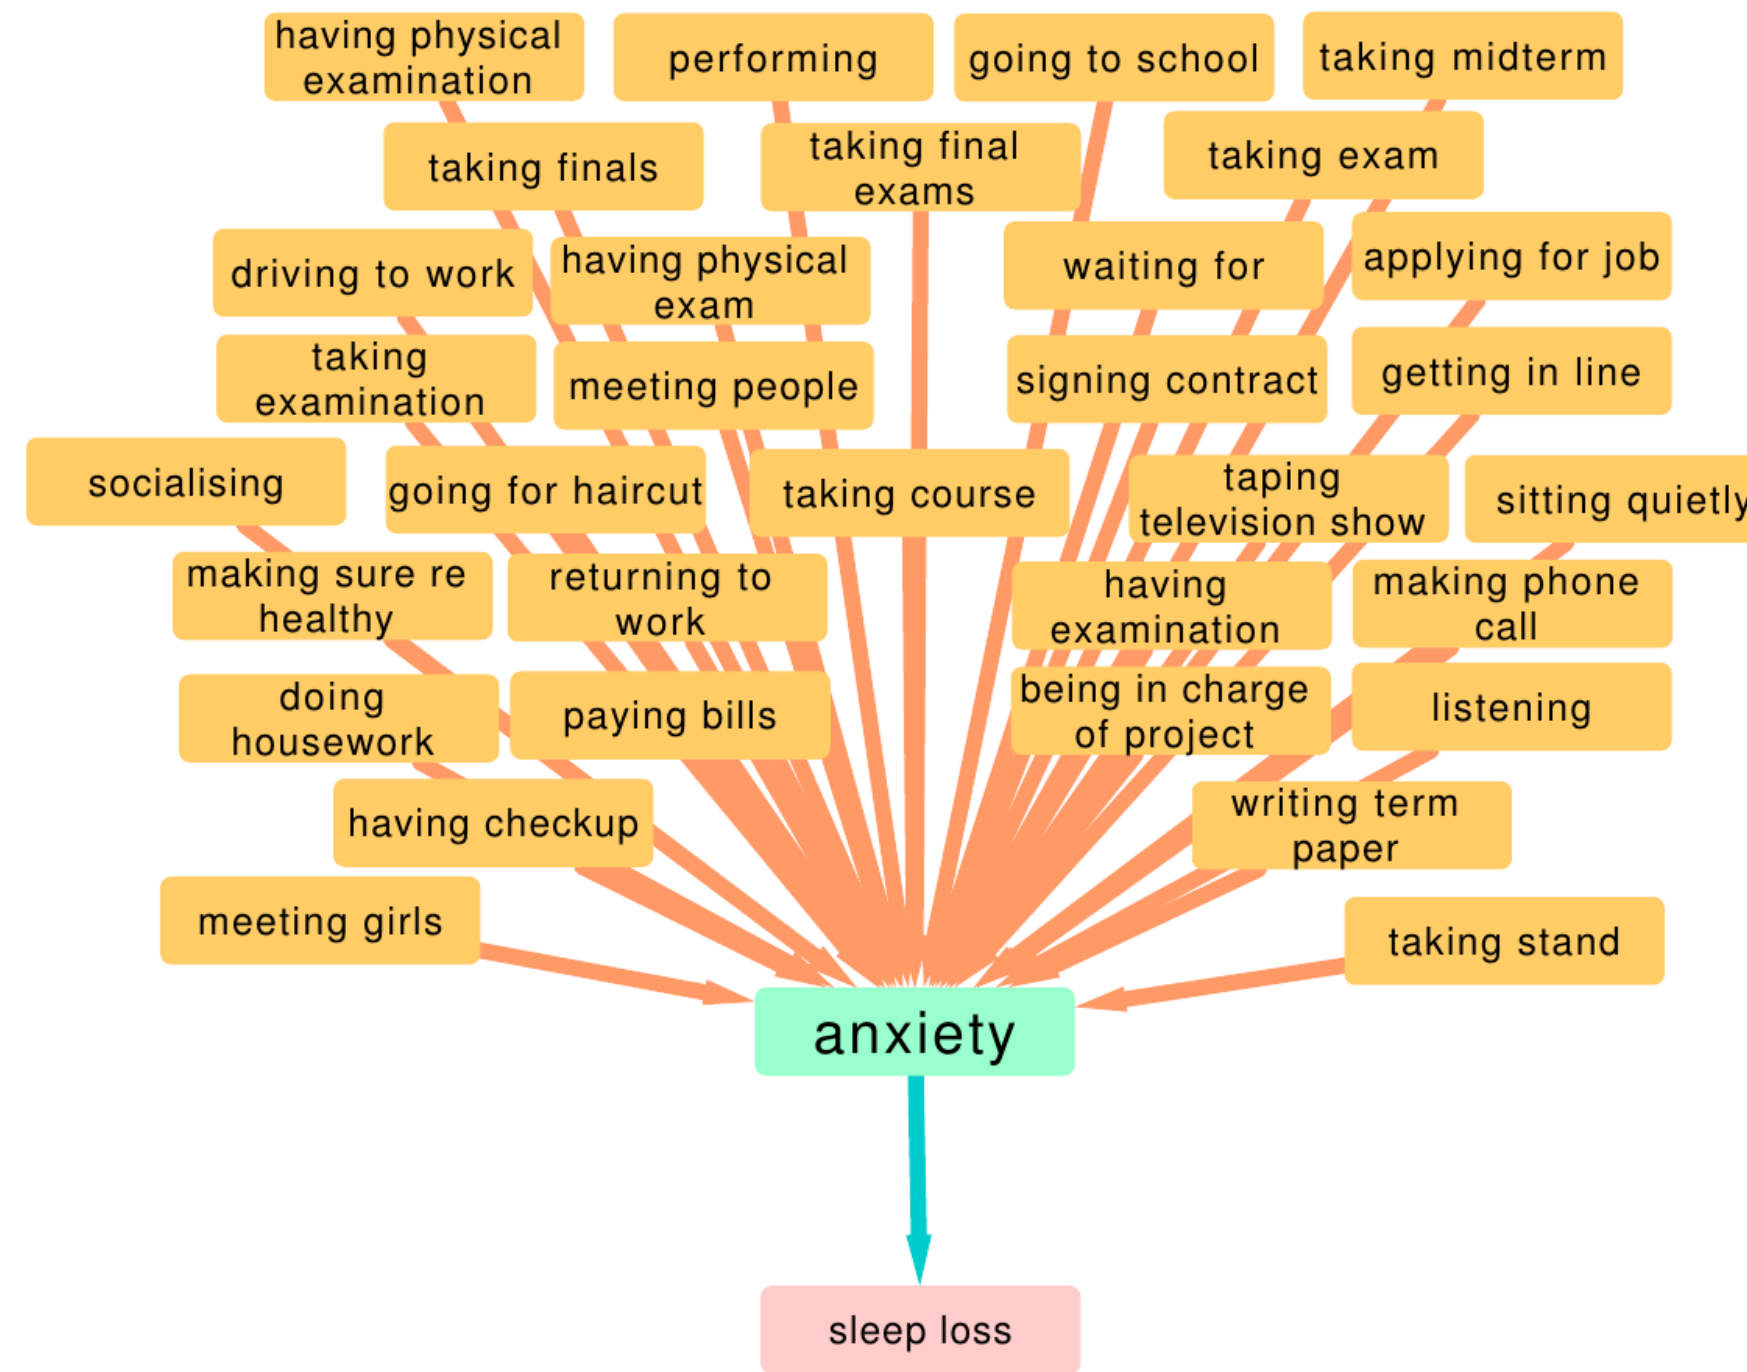 having physical
examination
performing
going to school
taking midterm
taking finals
taking final
exams
taking exam
driving to work
having physical
exam
waiting for
applying for job
taking
examination
meeting people
signing contract
getting in line
socialising
going for haircut
taking course
taping
television show
sitting quietly
making sure re
healthy
returning to
work
having
examination
making phone
call
doing
housework
paying bills
being in charge
of project
listening
having checkup
writing term
paper
meeting girls
taking stand
anxiety
sleep loss